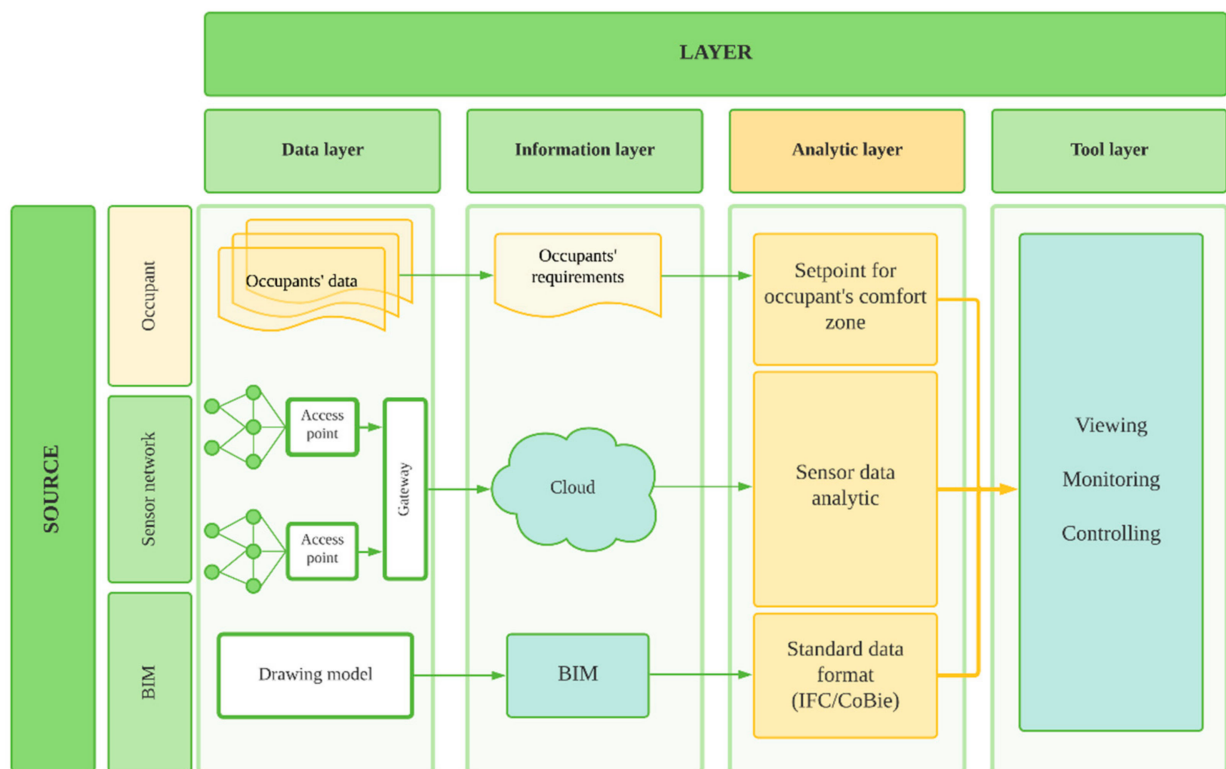 LAYER
Data layer
Information layer
Analytic layer
Tool layer
SOURCE
Occupant
Occupants' data
Occupants'
requirements
Setpoint for
occupant's comfort
zone
Sensor network
Access
point
Access
point
Gateway
Cloud
Sensor data
analytic
Viewing
Monitoring
Controlling
BIM
Drawing model
BIM
Standard data
format
(IFC/CoBie)